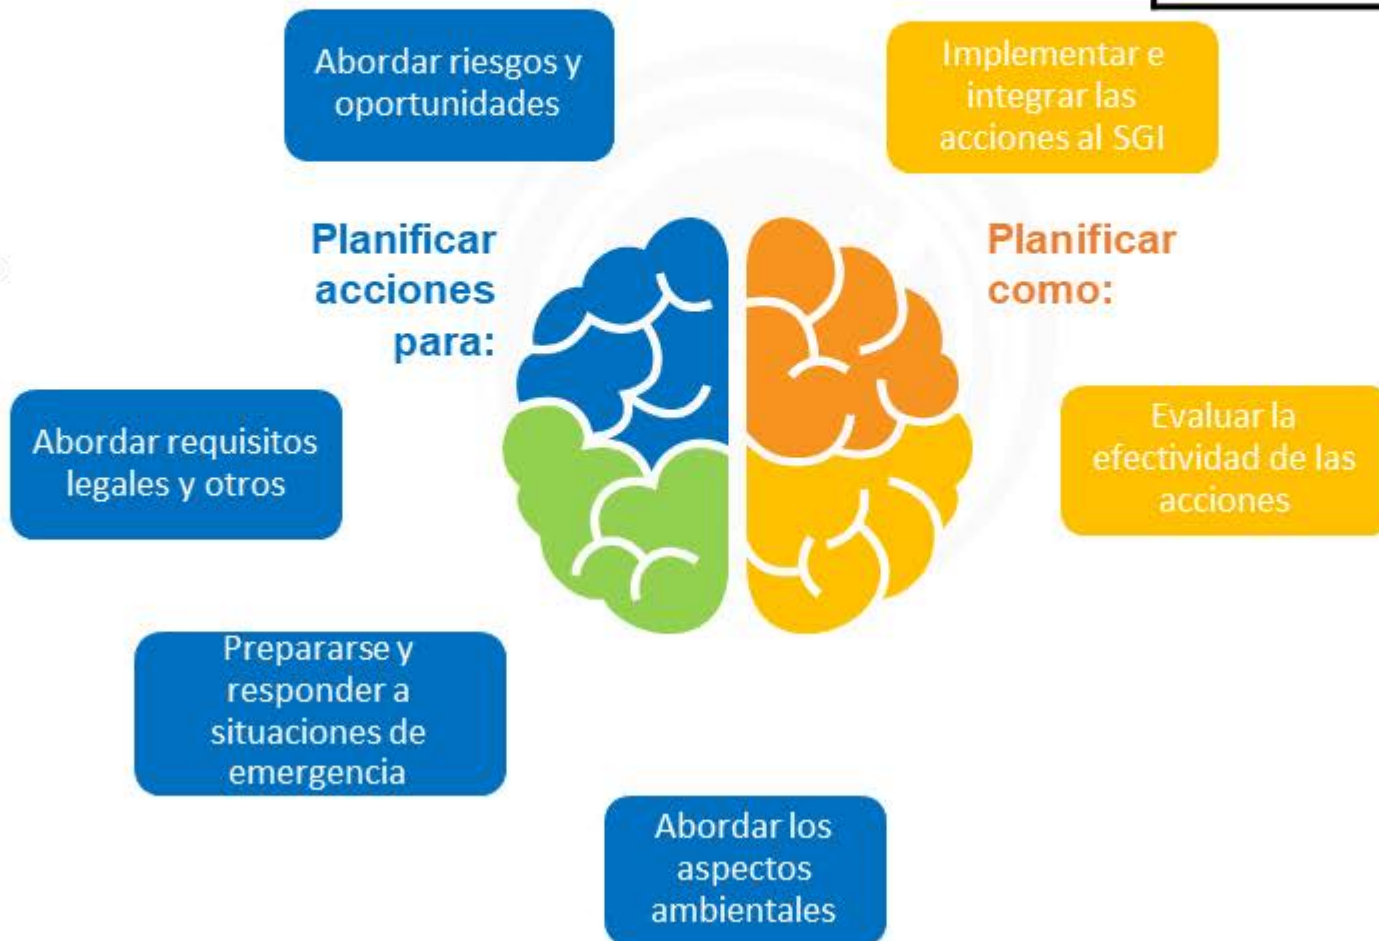 Abordar riesgos y
oportunidades
Implementar e
integrar las
acciones al SGI
Planificar
acciones
para:
Planificar
como:
Abordar requisitos
legales y otros
Evaluar la
efectividad de las
acciones
Prepararse y
responder a
situaciones de
emergencia
Abordar los
aspectos
ambientales